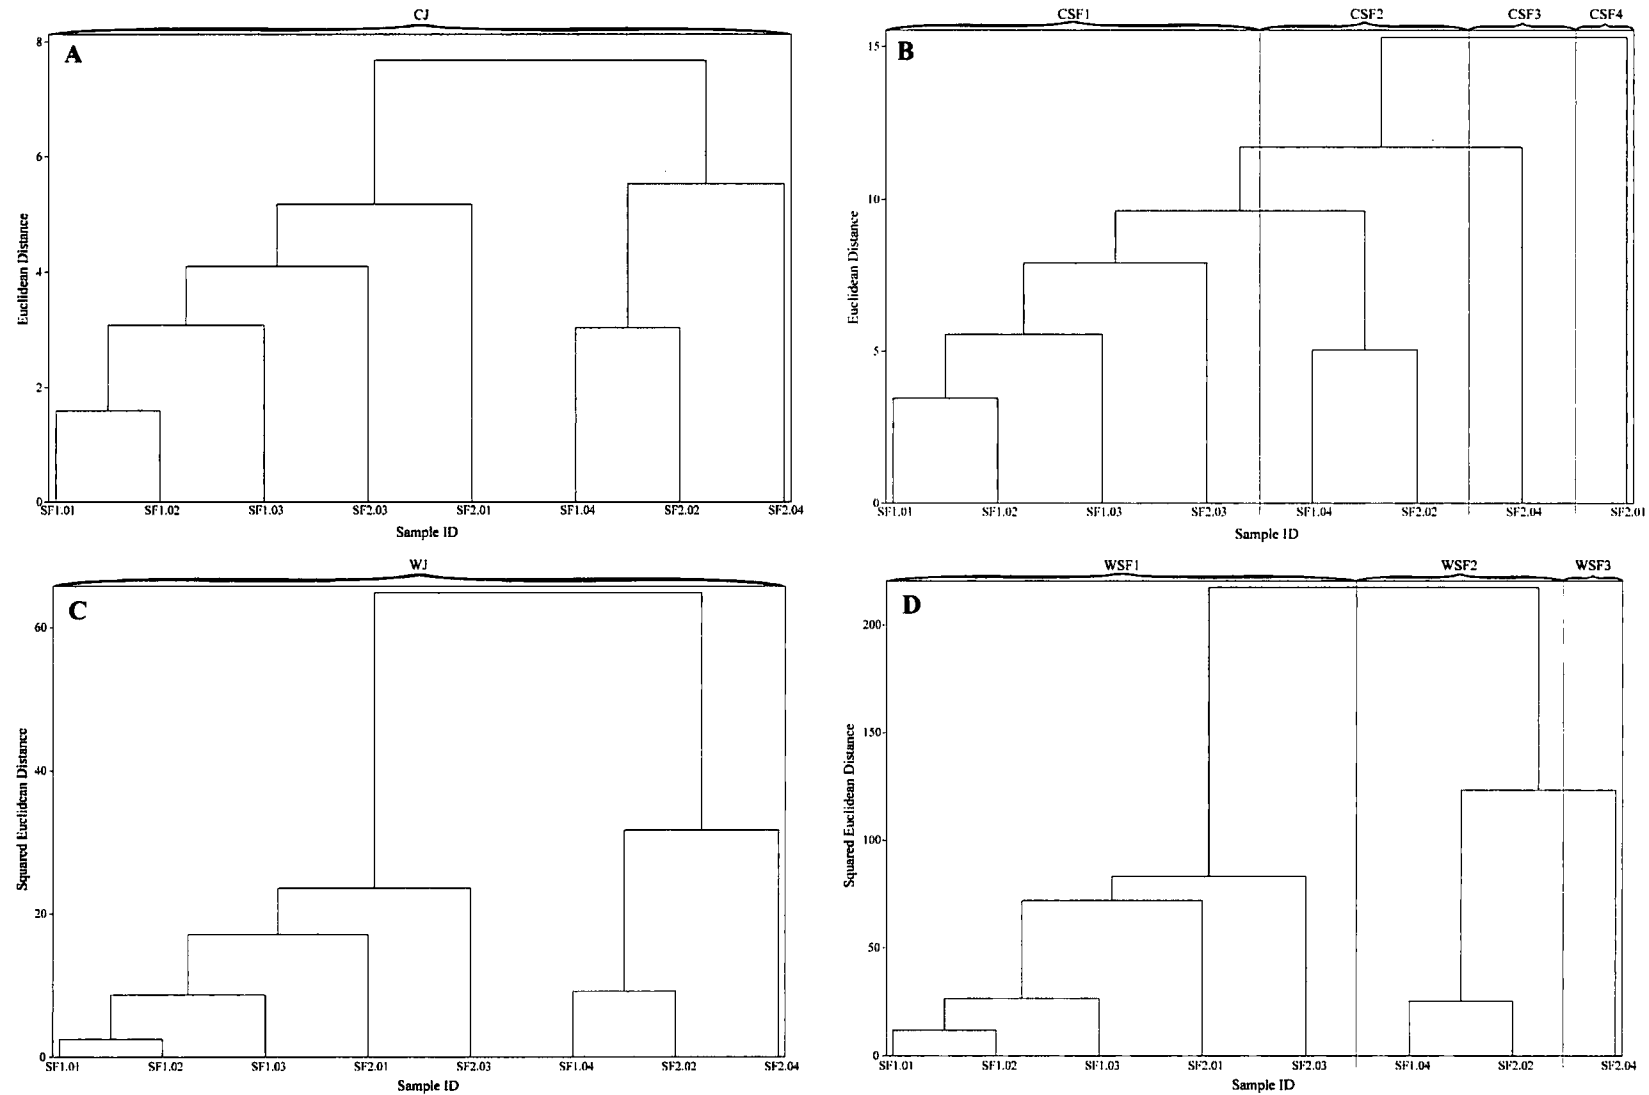 CJ
A
8
6
4
2
0
Euclidean Distance
SF1.01 SF1.02 SF1.03 SF2.03 SF2.01 SF1.04 SF2.02 SF2.04
Sample ID
CSF1 CSF2 CSF3 CSF4
B
15
10
5
0
Euclidean Distance
SF1.01 SF1.02 SF1.03 SF2.03 SF1.04 SF2.02 SF2.04 SF2.01
Sample ID
WJ
C
60
40
20
0
Squared Euclidean Distance
SF1.01 SF1.02 SF1.03 SF2.01 SF2.03 SF1.04 SF2.02 SF2.04
Sample ID
WSF1 WSF2 WSF3
D
200
150
100
50
0
Squared Euclidean Distance
SF1.01 SF1.02 SF1.03 SF2.01 SF2.03 SF1.04 SF2.02 SF2.04
Sample ID